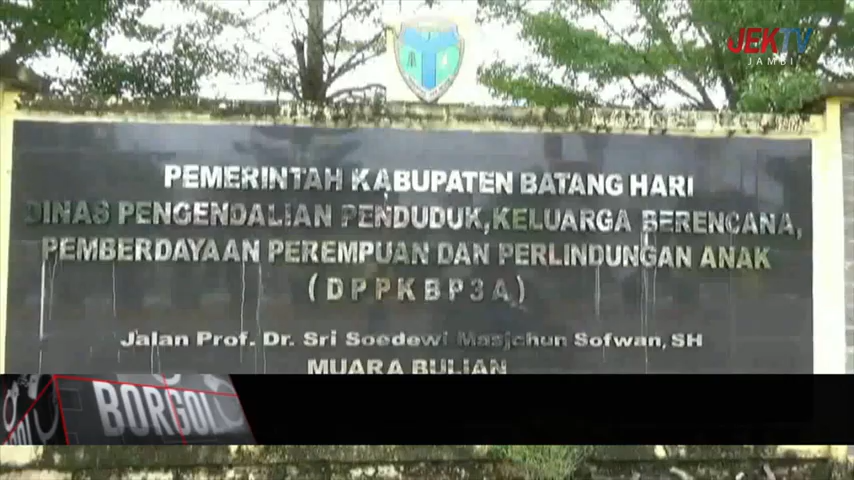 JEKTV
JAMBI
PEMERINTAH KABUPATEN BATANG HARI
DINAS PENGENDALIAN PENDUDUK, KELUARGA BERENCANA,
PEMBERDAYAAN PEREMPUAN DAN PERLINDUNGAN ANAK
(DPPKBP3A)
Jalan Prof. Dr. Sri Soedewi Masjchun Sofwan, SH
MUARA BULIAN
BORGOL